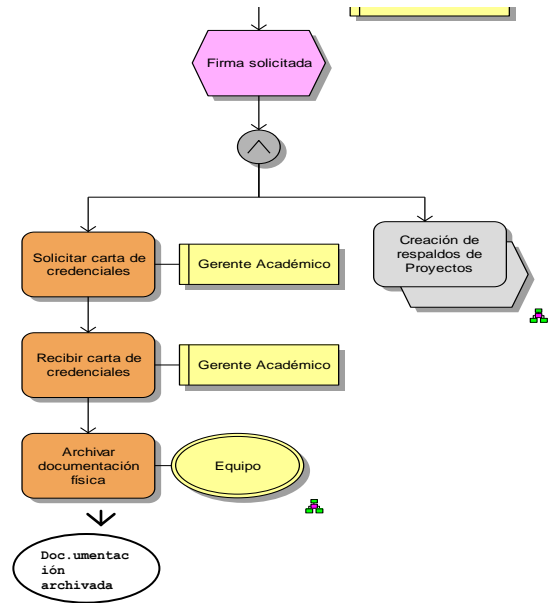 Firma solicitada
Solicitar carta de
credenciales
Gerente Académico
Creación de
respaldos de
Proyectos
Recibir carta de
credenciales
Gerente Académico
Archivar
documentación
física
Equipo
Doc.umentac
ión
archivada